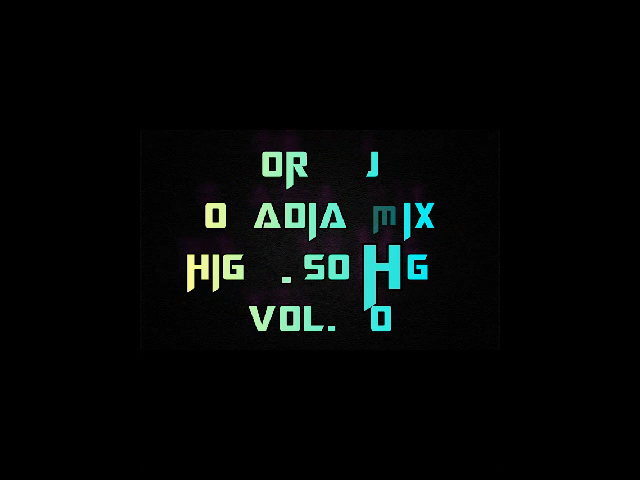 OR J
O ADIA MIX
HIG . SO HG
VOL. O